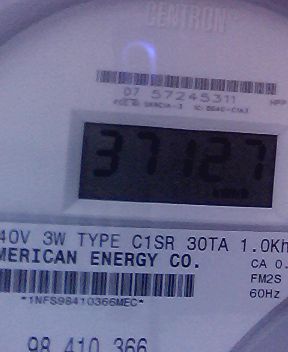 CENTRON
07 57245311
37127
40V 3W TYPE C1SR 30TA 1.0Kh
MERICAN ENERGY CO.
CA 0.
FM2S
60Hz
*1NFS98410366MEC*
98 410 366